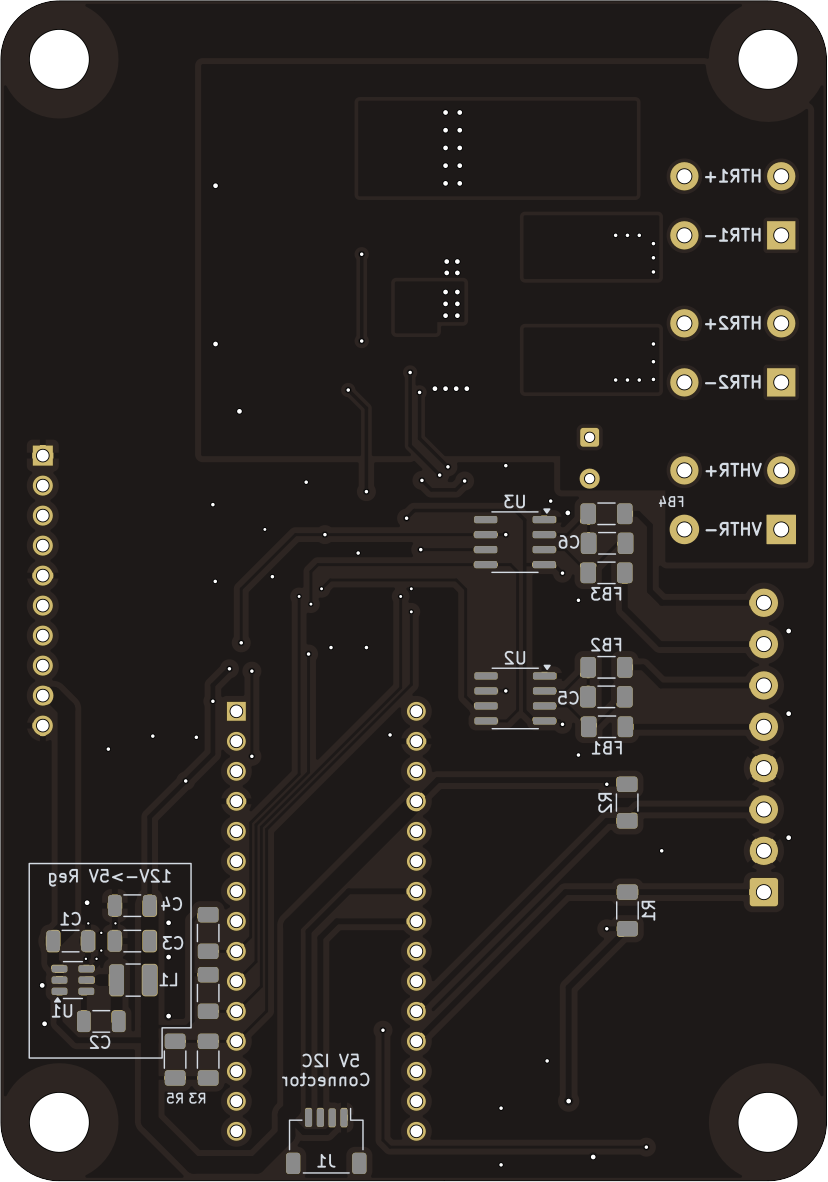 HTR1+
HTR1-
HTR2+
HTR2-
VHTR+
FB4
VHTR-
U3
C6
FB3
FB2
U2
C5
FB1
R2
12V->5V Reg
C4
R1
C1
C3
L1
U1
C2
5V I2C
Connector
R5 R3
J1